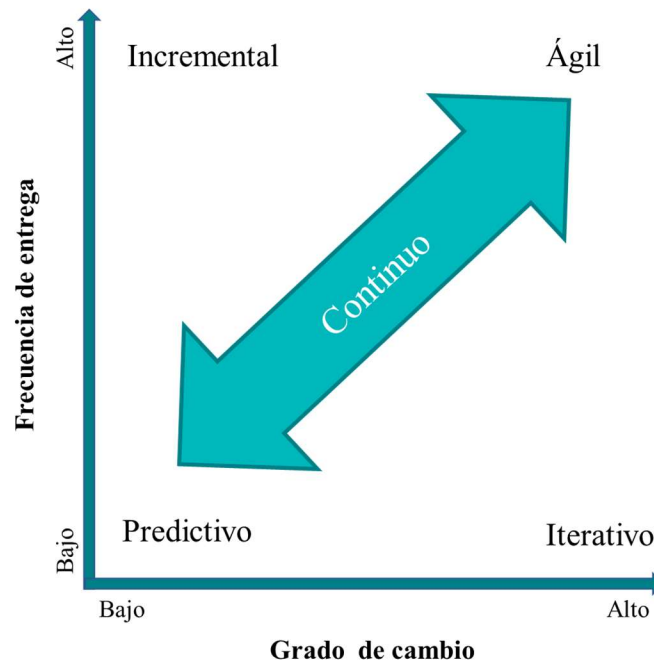 Alto
Incremental
Ágil
Frecuencia de entrega
Continuo
Predictivo
Iterativo
Bajo
Bajo
Alto
Grado de cambio